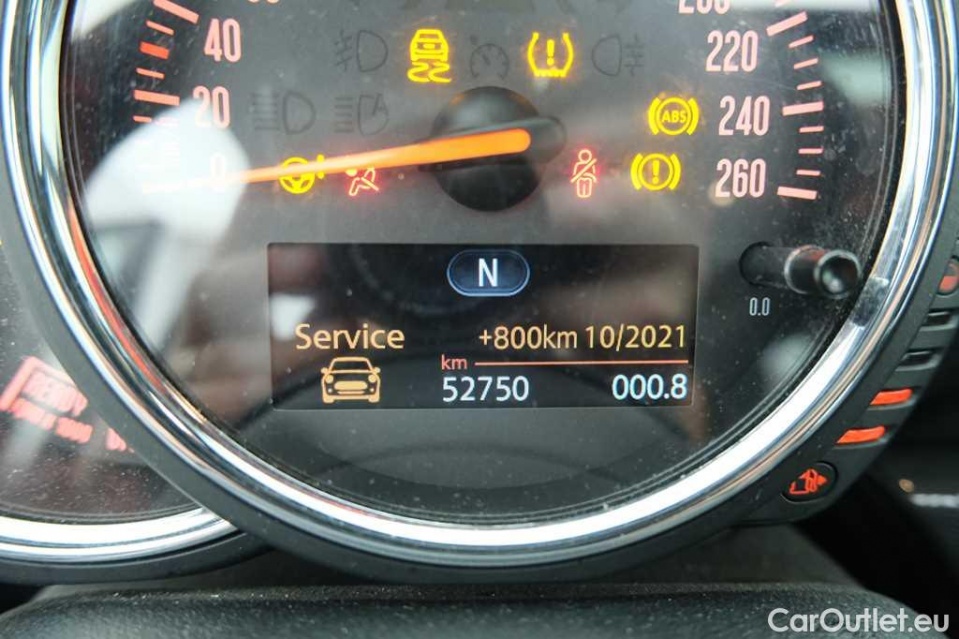 40
220
20
ABS
240
0
260
N
0.0
Service +800km 10/2021
km
52750 000.8
READY
CarOutlet.eu